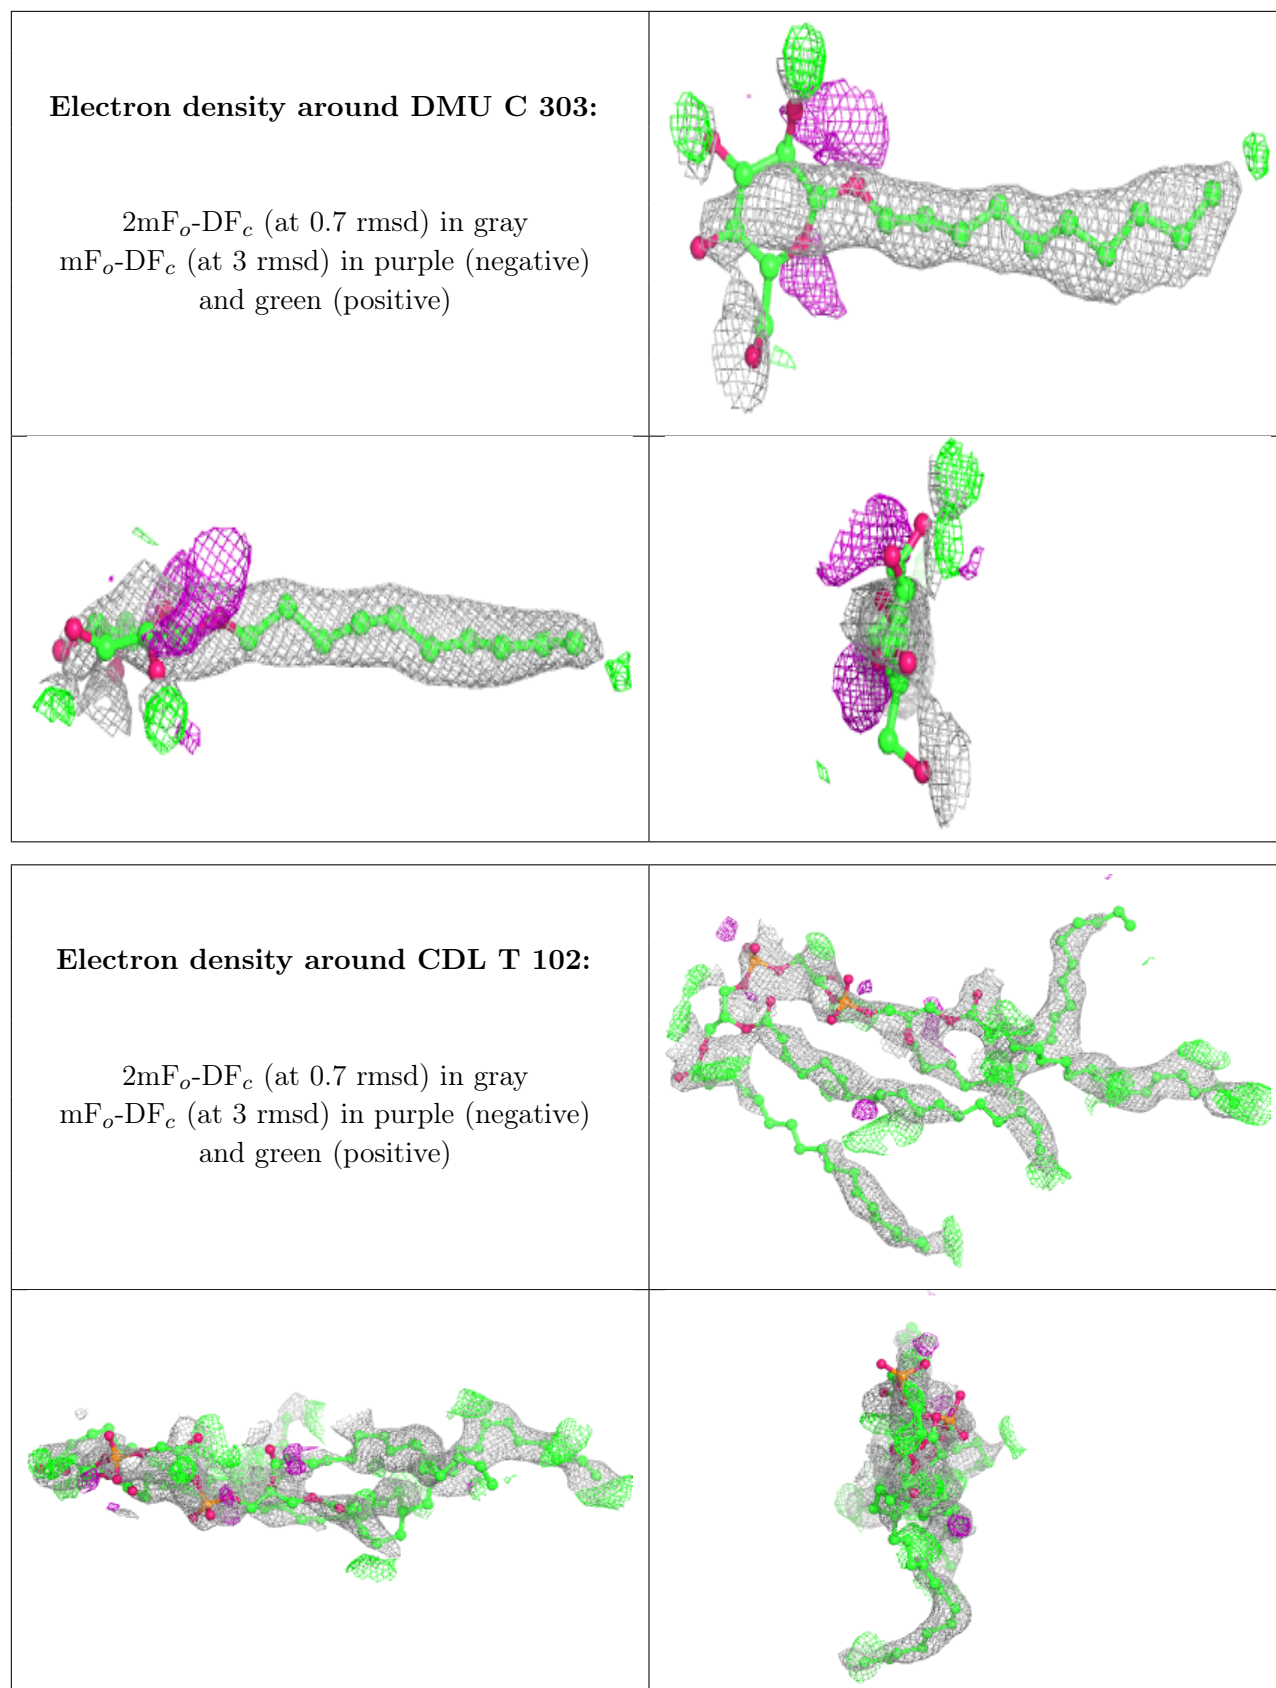 Electron density around DMU C 303:
2mFo-DFc (at 0.7 rmsd) in gray
mFo-DFc (at 3 rmsd) in purple (negative)
and green (positive)
Electron density around CDL T 102:
2mFo-DFc (at 0.7 rmsd) in gray
mFo-DFc (at 3 rmsd) in purple (negative)
and green (positive)